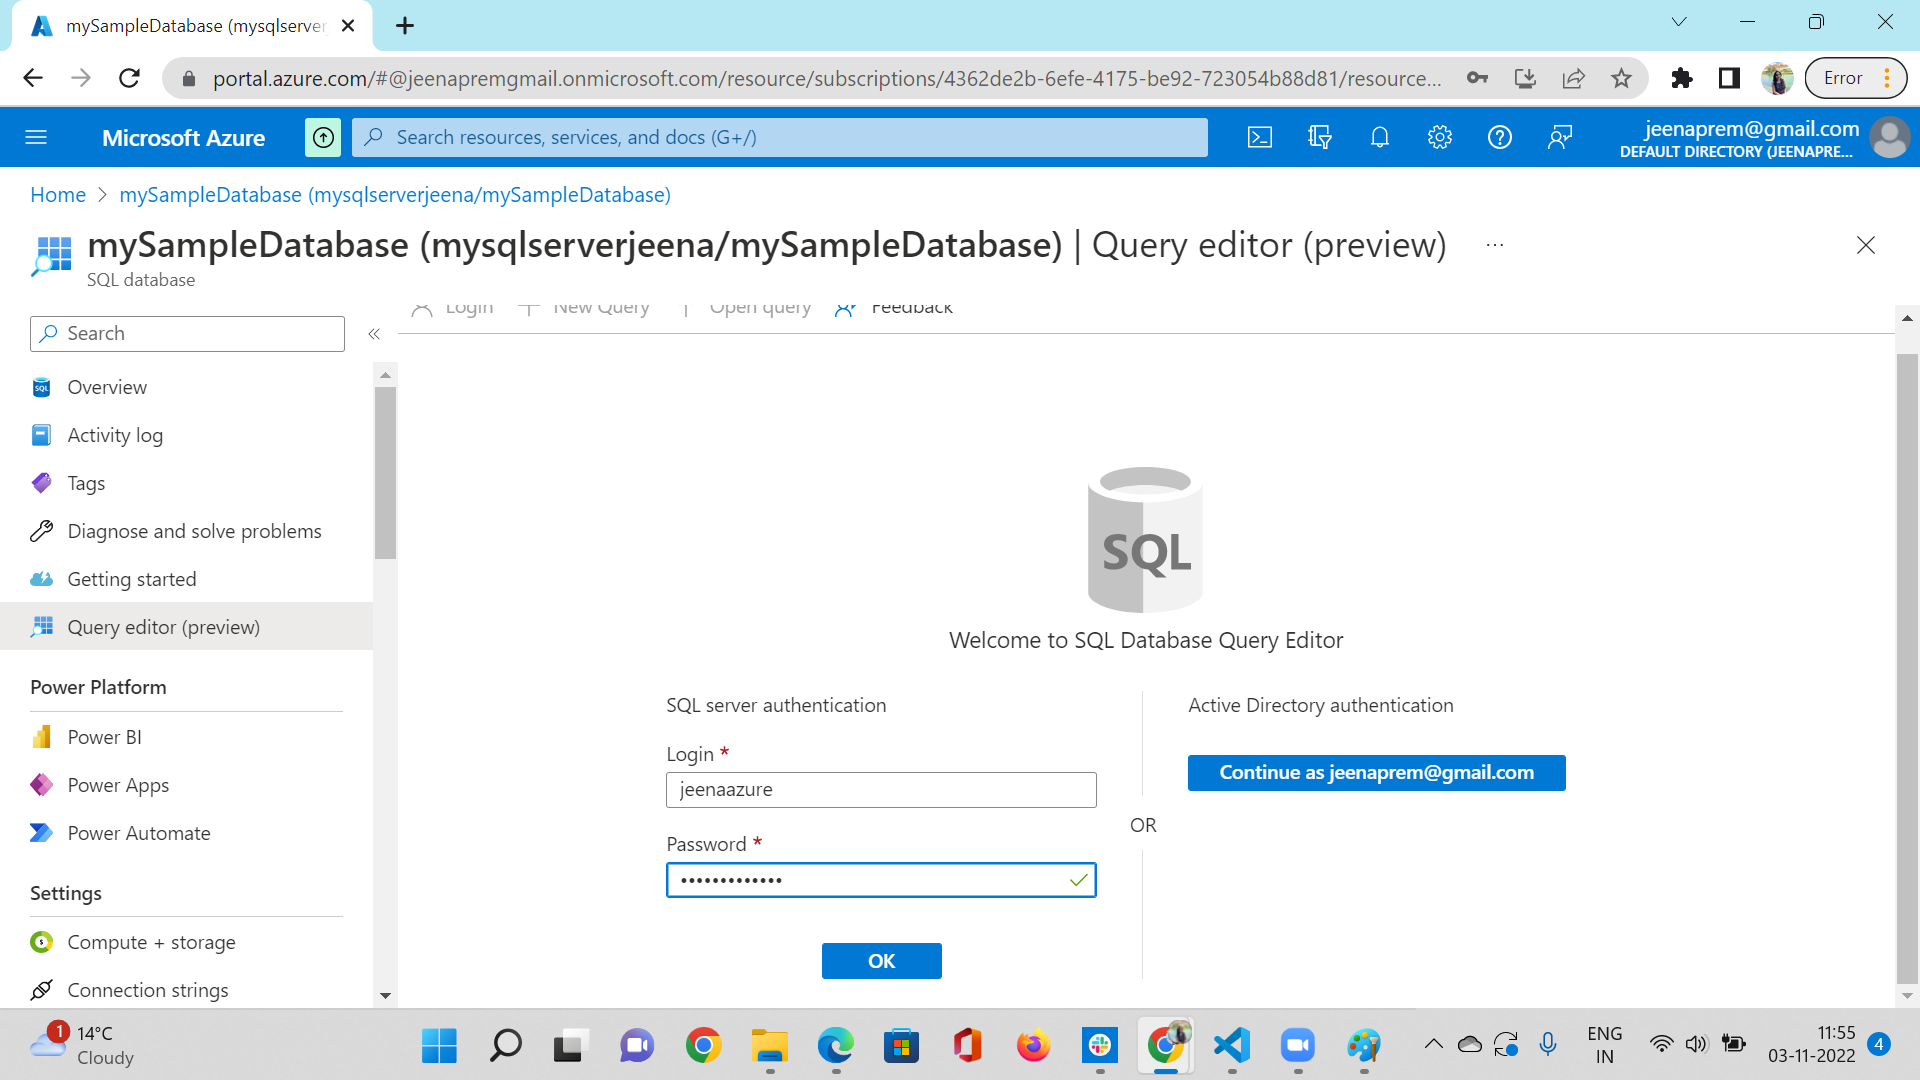 mySampleDatabase (mysqlserver
portal.azure.com/#@jeenapremgmail.onmicrosoft.com/resource/subscriptions/4362de2b-6efe-4175-be92-723054b88d81/resource...
Error
Microsoft Azure
Search resources, services, and docs (G+/)
jeenaprem@gmail.com
DEFAULT DIRECTORY (JEENAPRE...
Home > mySampleDatabase (mysqlserverjeena/mySampleDatabase)
mySampleDatabase (mysqlserverjeena/mySampleDatabase) | Query editor (preview) ...
SQL database
Search
Login
New Query
Open query
Feedback
Overview
Activity log
Tags
Diagnose and solve problems
Getting started
Query editor (preview)
Power Platform
Power BI
Power Apps
Power Automate
Settings
Compute + storage
Connection strings
SQL
Welcome to SQL Database Query Editor
SQL server authentication
Login *
jeenaazure
Password *
•••••••••••••
OK
OR
Active Directory authentication
Continue as jeenaprem@gmail.com
1
14°C
Cloudy
ENG
IN
11:55
03-11-2022
4